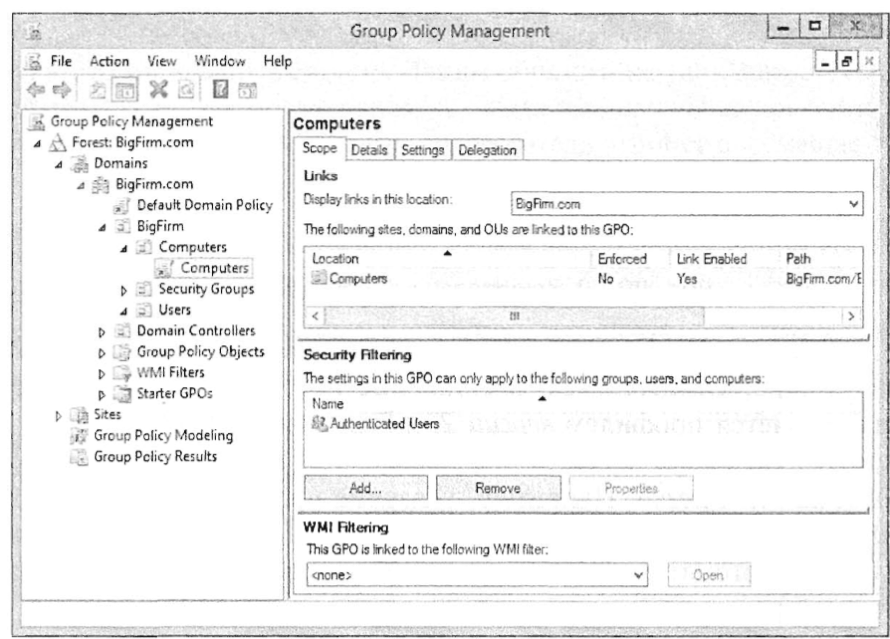 Group Policy Management
File Action View Window Help
Group Policy Management
Forest: BigFirm.com
Domains
BigFirm.com
Default Domain Policy
BigFirm
Computers
Computers
Security Groups
Users
Domain Controllers
Group Policy Objects
WMI Filters
Starter GPOs
Sites
Group Policy Modeling
Group Policy Results
Computers
Scope Details Settings Delegation
Links
Display links in this location: BigFirm.com
The following sites, domains, and OUs are linked to this GPO:
Location Enforced Link Enabled Path
Computers No Yes BigFirm.com/E
Security Filtering
The settings in this GPO can only apply to the following groups, users, and computers:
Name
Authenticated Users
Add... Remove Properties
WMI Filtering
This GPO is linked to the following WMI filter:
<none> Open